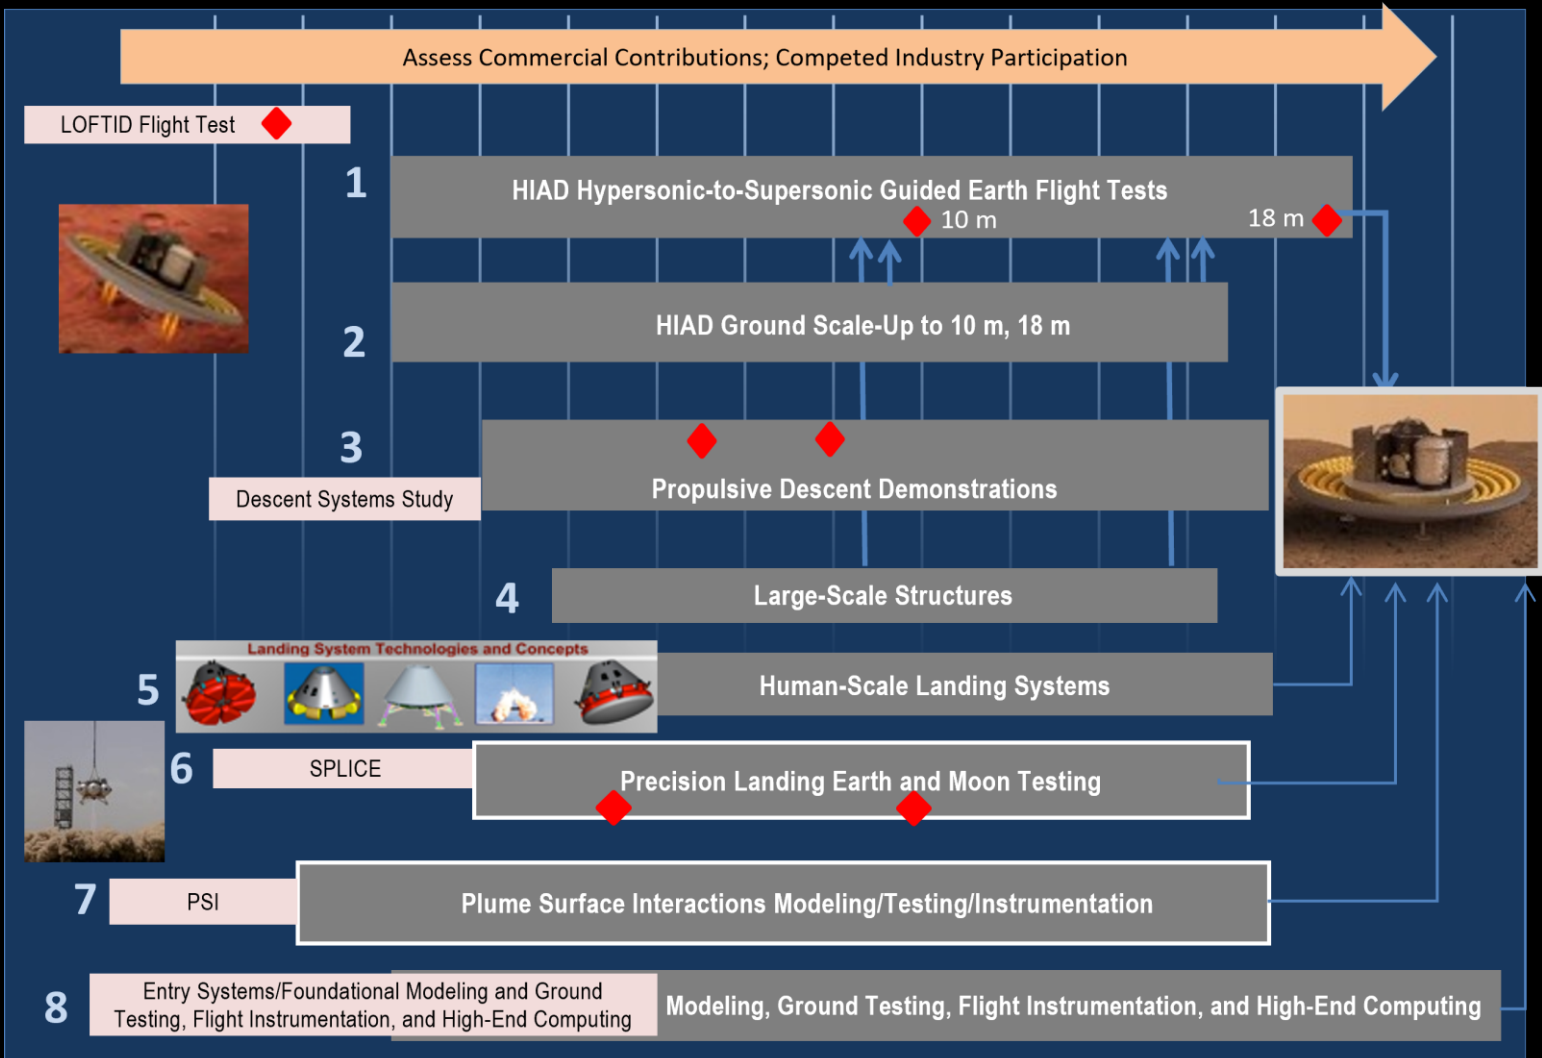 Assess Commercial Contributions; Competed Industry Participation
LOFTID Flight Test
1
HIAD Hypersonic-to-Supersonic Guided Earth Flight Tests
10 m
18 m
2
HIAD Ground Scale-Up to 10 m, 18 m
3
Descent Systems Study
Propulsive Descent Demonstrations
4
Large-Scale Structures
5
Landing System Technologies and Concepts
Human-Scale Landing Systems
6
SPLICE
Precision Landing Earth and Moon Testing
7
PSI
Plume Surface Interactions Modeling/Testing/Instrumentation
8
Entry Systems/Foundational Modeling and Ground
Testing, Flight Instrumentation, and High-End Computing
Modeling, Ground Testing, Flight Instrumentation, and High-End Computing